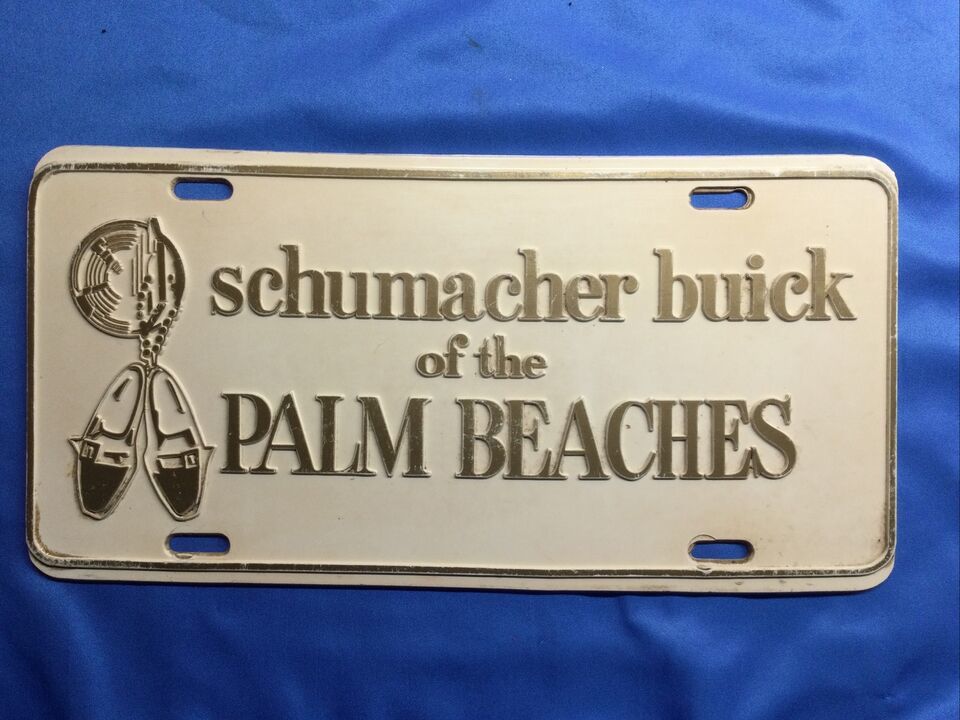 schumacher buick
of the
PALM BEACHES